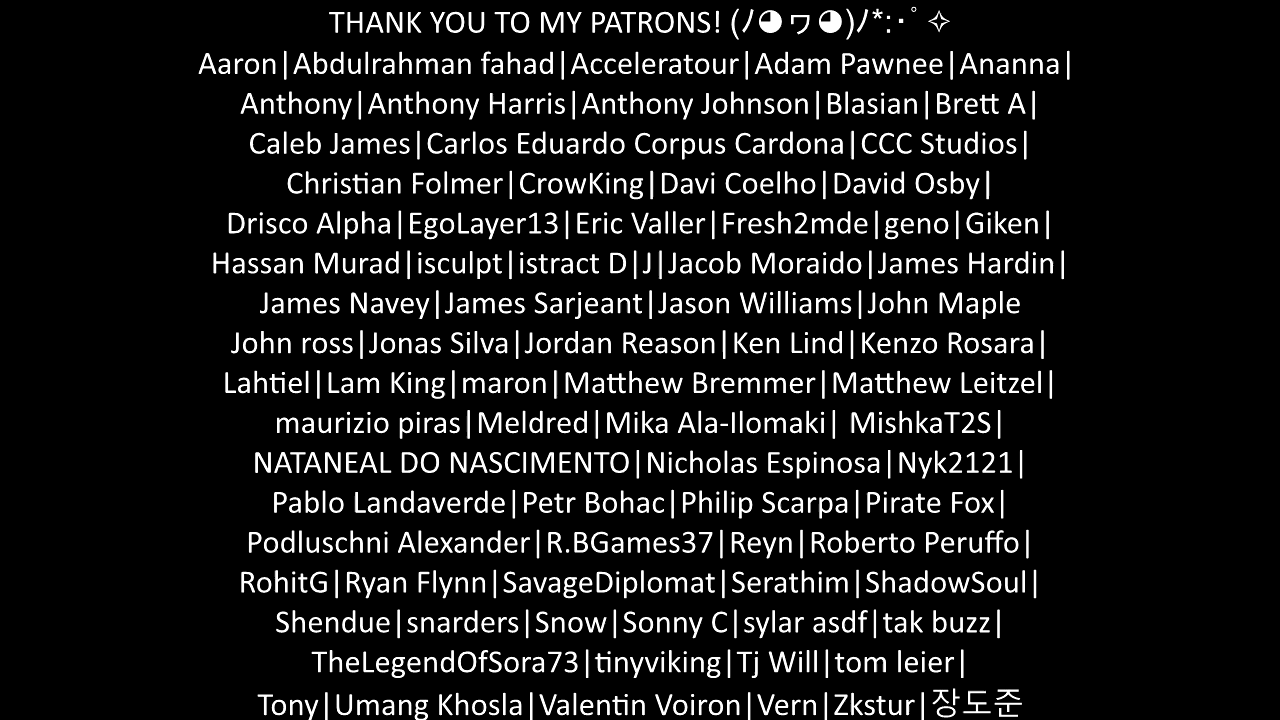 THANK YOU TO MY PATRONS! (ﾉ◕ヮ◕)ﾉ*:･ﾟ✧
Aaron|Abdulrahman fahad|Acceleratour|Adam Pawnee|Ananna|
Anthony|Anthony Harris|Anthony Johnson|Blasian|Brett A|
Caleb James|Carlos Eduardo Corpus Cardona|CCC Studios|
Christian Folmer|CrowKing|Davi Coelho|David Osby|
Drisco Alpha|EgoLayer13|Eric Valler|Fresh2mde|geno|Giken|
Hassan Murad|isculpt|istract D|J|Jacob Moraido|James Hardin|
James Navey|James Sarjeant|Jason Williams|John Maple
John ross|Jonas Silva|Jordan Reason|Ken Lind|Kenzo Rosara|
Lahtiel|Lam King|maron|Matthew Bremmer|Matthew Leitzel|
maurizio piras|Meldred|Mika Ala-Ilomaki| MishkaT2S|
NATANEAL DO NASCIMENTO|Nicholas Espinosa|Nyk2121|
Pablo Landaverde|Petr Bohac|Philip Scarpa|Pirate Fox|
Podluschni Alexander|R.BGames37|Reyn|Roberto Peruffo|
RohitG|Ryan Flynn|SavageDiplomat|Serathim|ShadowSoul|
Shendue|snarders|Snow|Sonny C|sylar asdf|tak buzz|
TheLegendOfSora73|tinyviking|Tj Will|tom leier|
Tony|Umang Khosla|Valentin Voiron|Vern|Zkstur|장도준